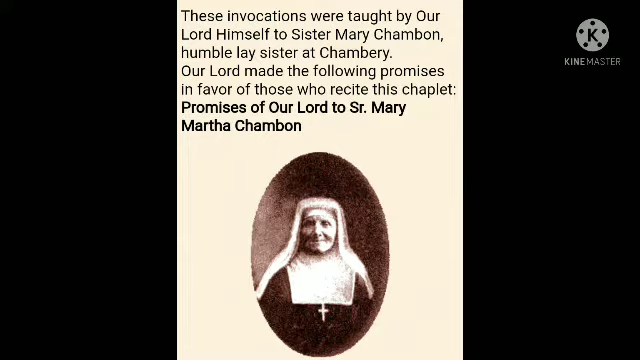 These invocations were taught by Our
Lord Himself to Sister Mary Chambon,
humble lay sister at Chambery.
Our Lord made the following promises
in favor of those who recite this chaplet:
Promises of Our Lord to Sr. Mary
Martha Chambon
K
KINEMASTER